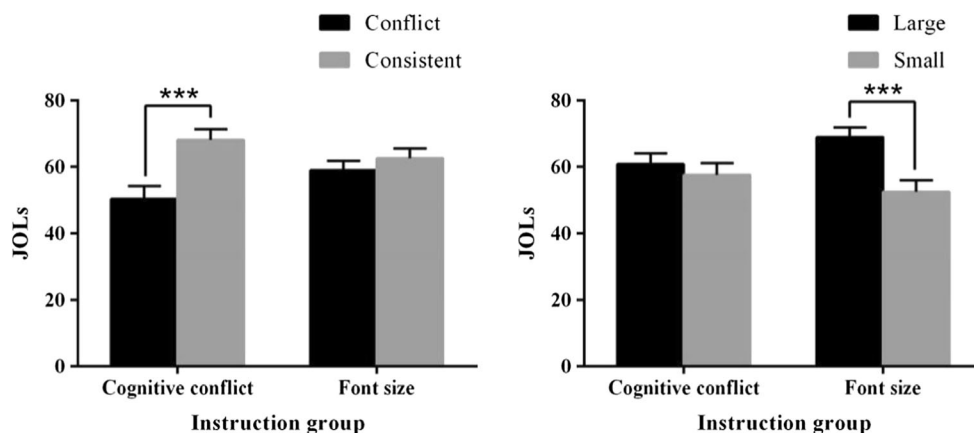 Conflict
Consistent
***
80
60
40
20
0
JOLs
Cognitive conflict
Font size
Instruction group
Large
Small
***
80
60
40
20
0
JOLs
Cognitive conflict
Font size
Instruction group